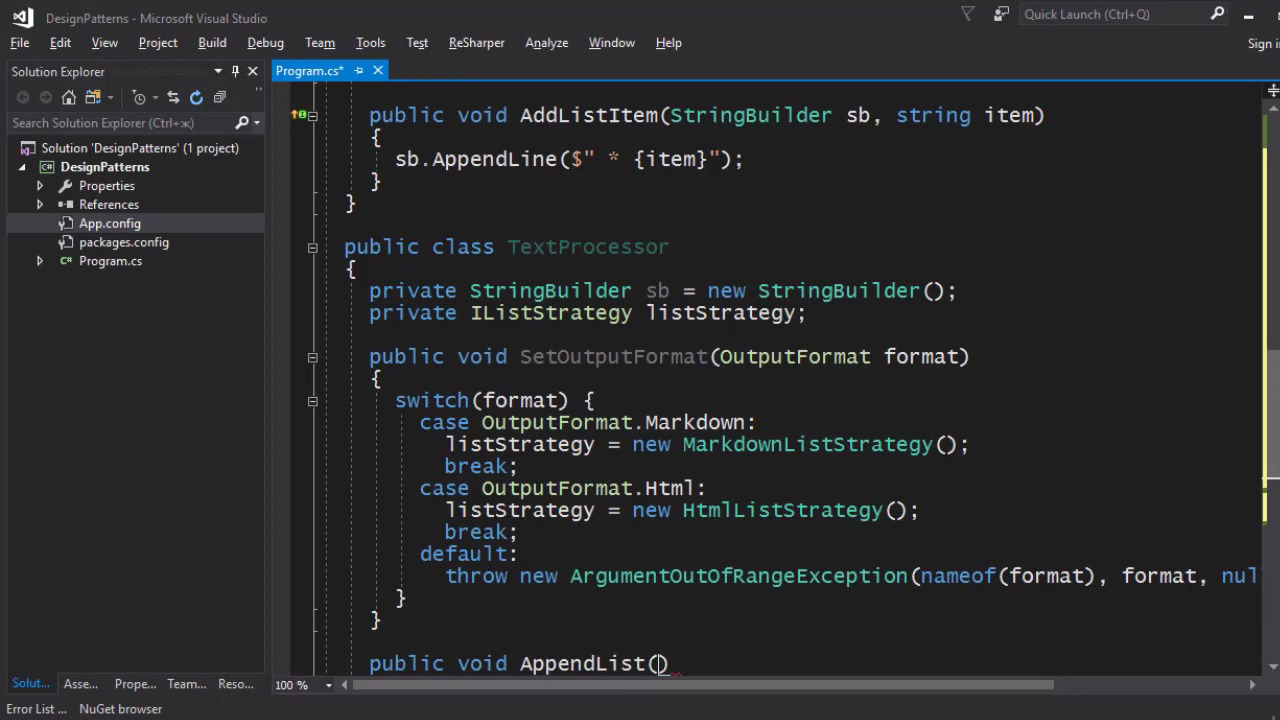 DesignPatterns - Microsoft Visual Studio
Quick Launch (Ctrl+Q)
File Edit View Project Build Debug Team Tools Test ReSharper Analyze Window Help
Sign in
Solution Explorer
Program.cs*
Search Solution Explorer (Ctrl+ж)
Solution 'DesignPatterns' (1 project)
C# DesignPatterns
Properties
References
App.config
packages.config
C# Program.cs
public void AddListItem(StringBuilder sb, string item)
{
sb.AppendLine($" * {item}");
}
}
public class TextProcessor
{
private StringBuilder sb = new StringBuilder();
private IListStrategy listStrategy;
public void SetOutputFormat(OutputFormat format)
{
switch(format) {
case OutputFormat.Markdown:
listStrategy = new MarkdownListStrategy();
break;
case OutputFormat.Html:
listStrategy = new HtmlListStrategy();
break;
default:
throw new ArgumentOutOfRangeException(nameof(format), format, nul
}
}
public void AppendList()
Solut... Asse... Prope... Team... Reso...
100 %
Error List ... NuGet browser